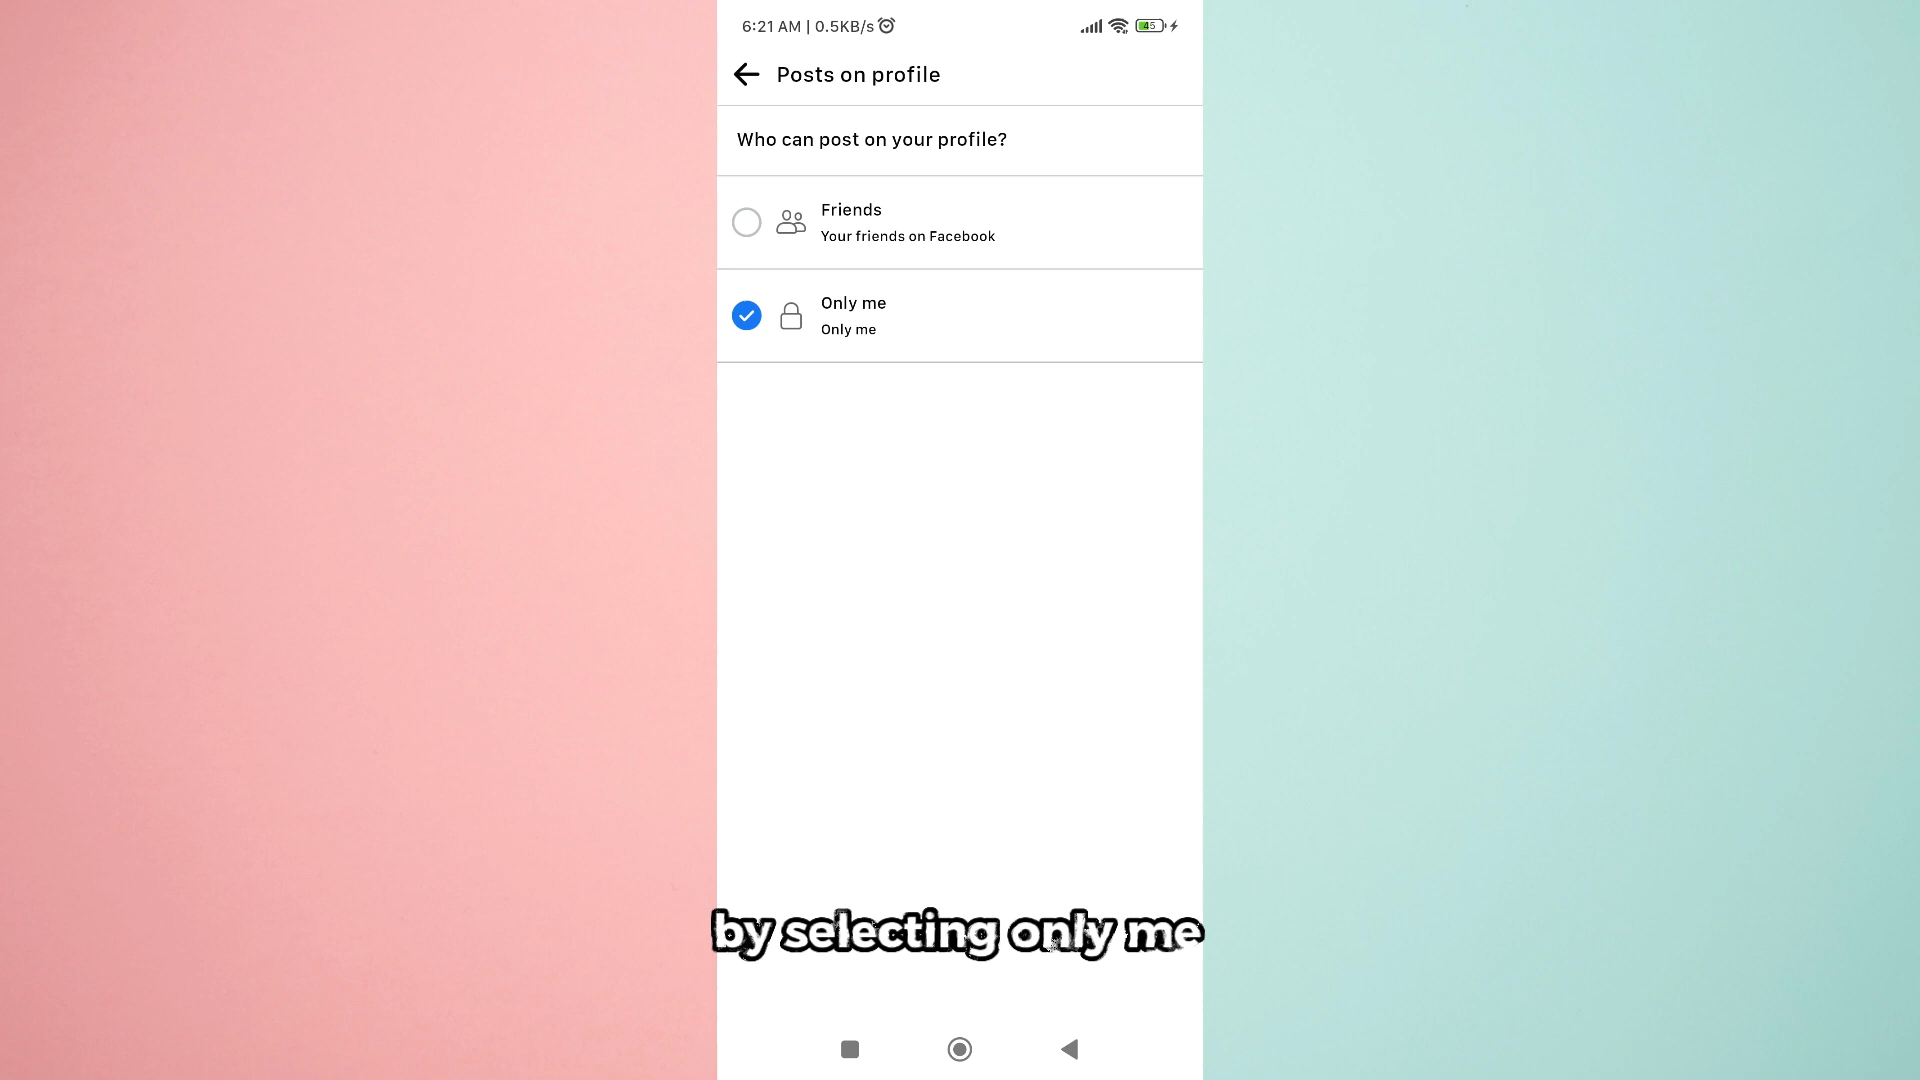 6:21 AM | 0.5KB/s
45
Posts on profile
Who can post on your profile?
Friends
Your friends on Facebook
Only me
Only me
by selecting only me